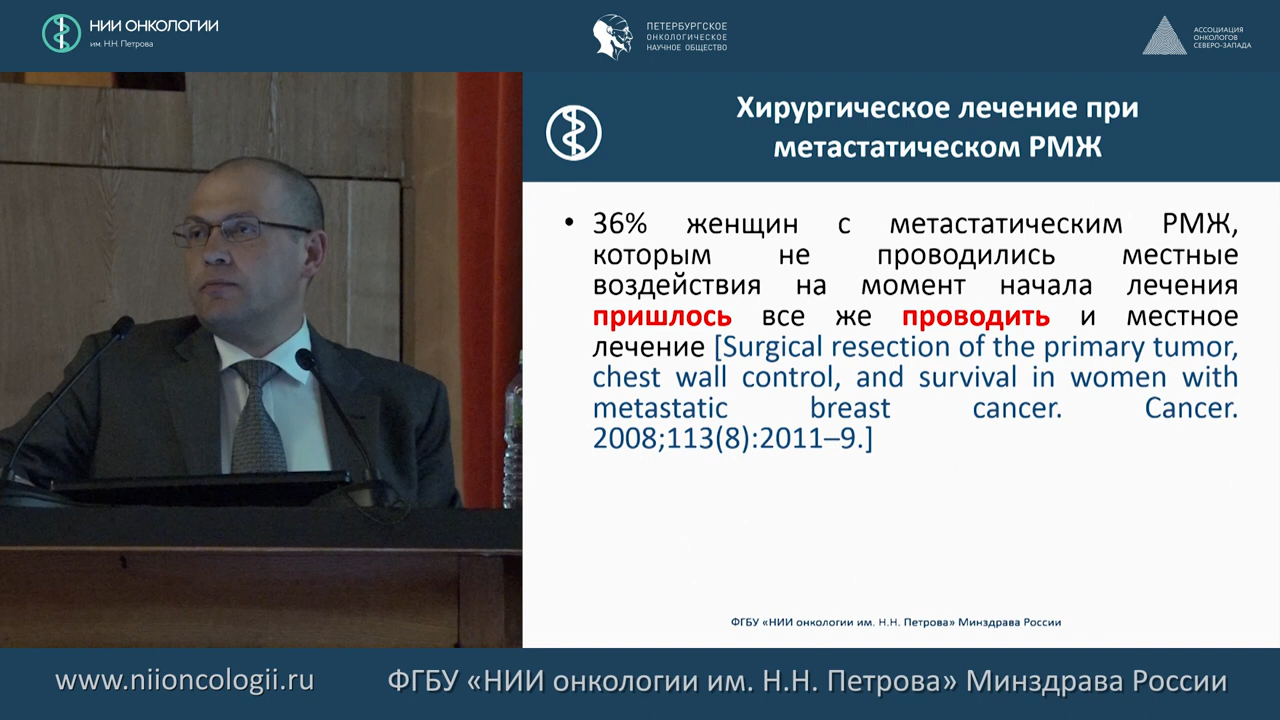 НИИ ОНКОЛОГИИ
им. Н.Н. Петрова
ПЕТЕРБУРГСКОЕ
ОНКОЛОГИЧЕСКОЕ
НАУЧНОЕ ОБЩЕСТВО
АССОЦИАЦИЯ
ОНКОЛОГОВ
СЕВЕРО-ЗАПАДА
Хирургическое лечение при
метастатическом РМЖ
• 36% женщин с метастатическим РМЖ,
которым не проводились местные
воздействия на момент начала лечения
пришлось все же проводить и местное
лечение [Surgical resection of the primary tumor,
chest wall control, and survival in women with
metastatic breast cancer. Cancer.
2008;113(8):2011–9.]
ФГБУ «НИИ онкологии им. Н.Н. Петрова» Минздрава России
www.niioncologii.ru
ФГБУ «НИИ онкологии им. Н.Н. Петрова» Минздрава России